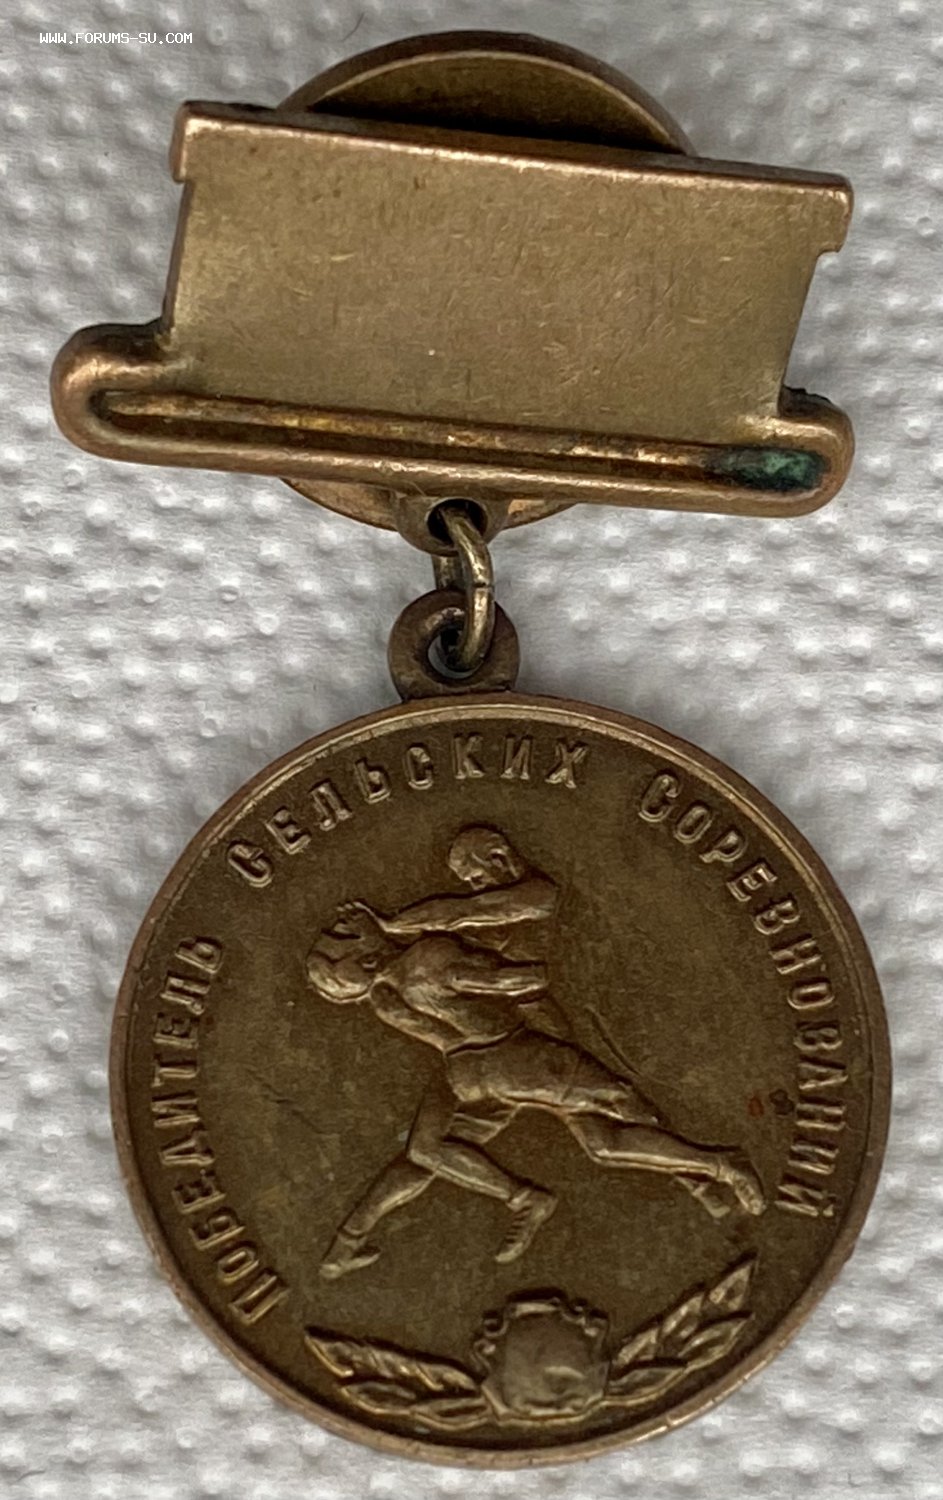 WWW.FORUMS-SU.COM
ПОБЕДИТЕЛЬ СЕЛЬСКИХ СОРЕВНОВАНИЙ